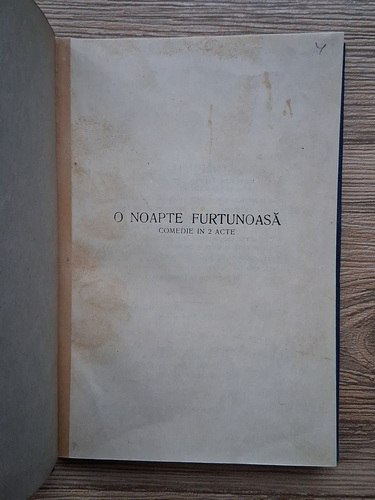 O NOAPTE FURTUNOASĂ
COMEDIE IN 2 ACTE